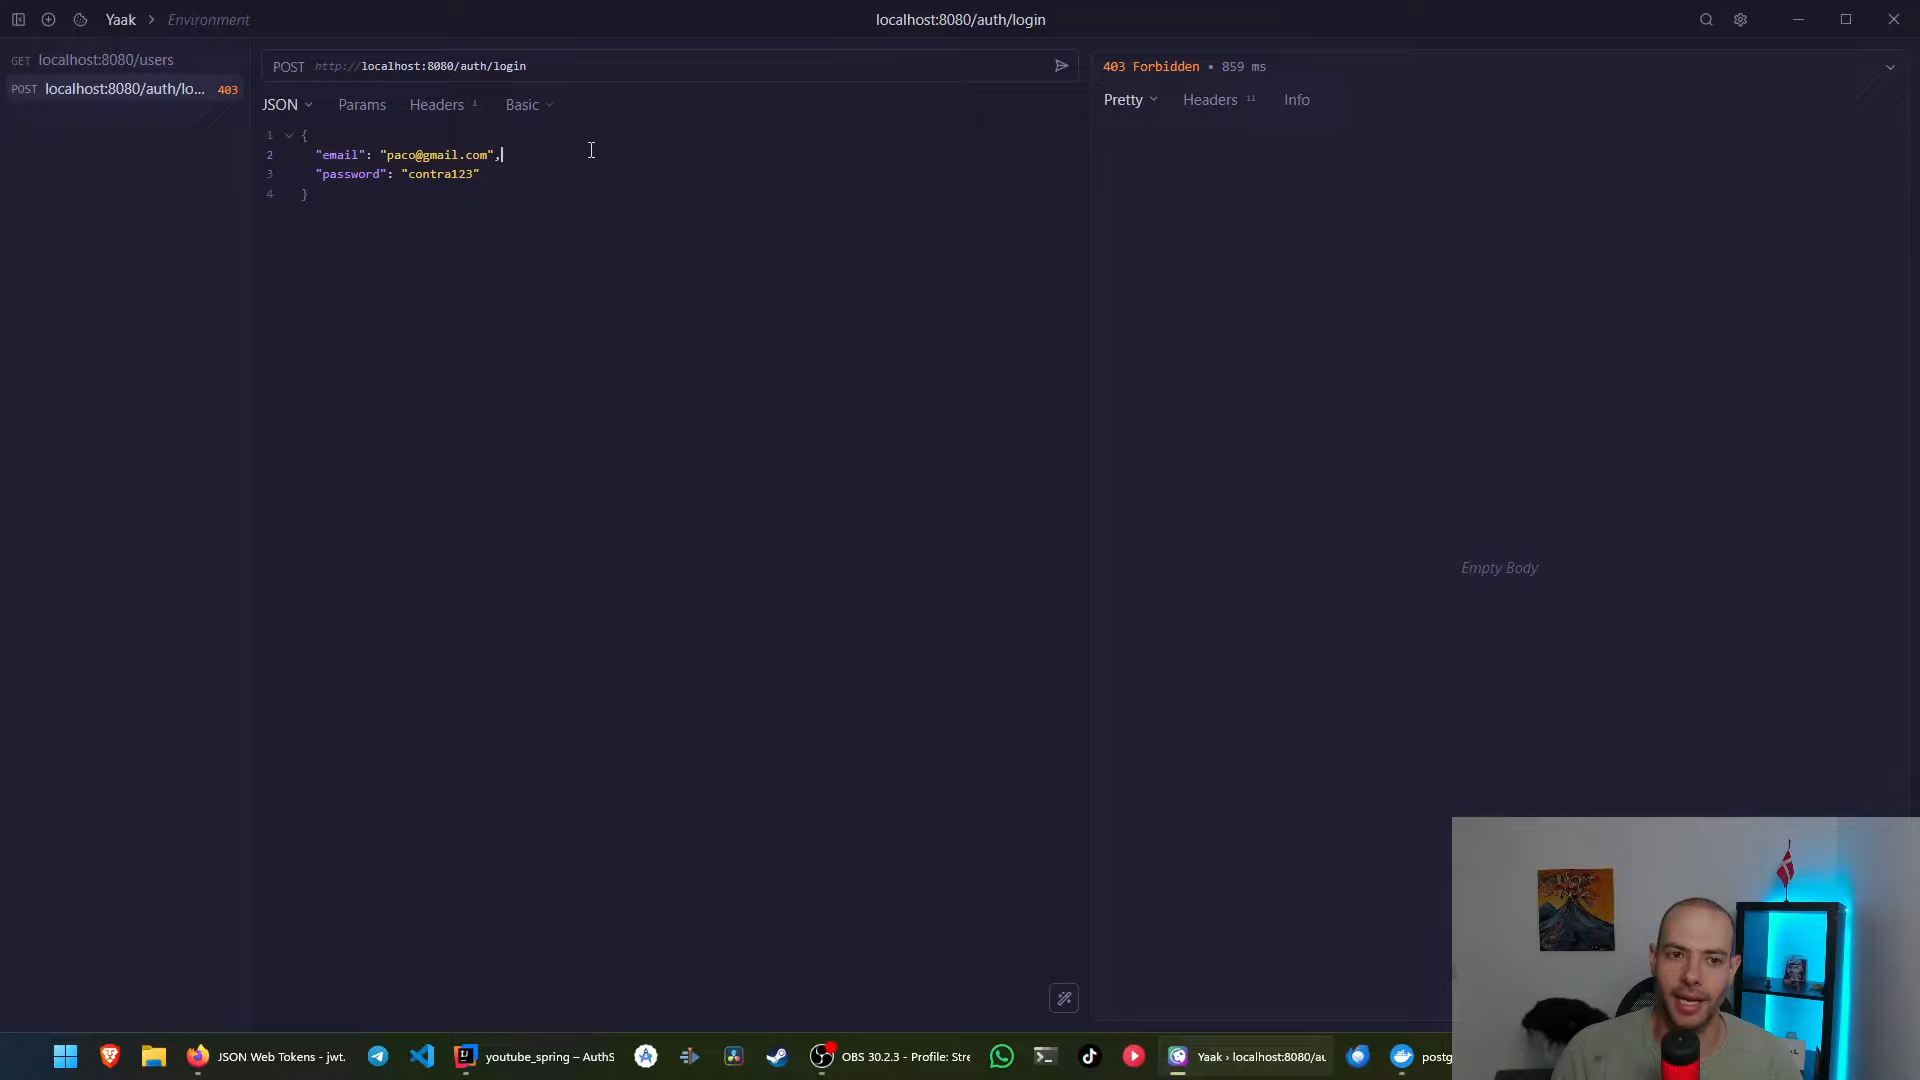 Yaak > Environment
localhost:8080/auth/login
GET localhost:8080/users
POST localhost:8080/auth/lo... 403
POST http://localhost:8080/auth/login
JSON Params Headers 1 Basic
1 {
2 "email": "paco@gmail.com",
3 "password": "contra123"
4 }
403 Forbidden • 859 ms
Pretty Headers 11 Info
Empty Body
JSON Web Tokens - jwt.
youtube_spring – AuthS
OBS 30.2.3 - Profile: Stre
Yaak › localhost:8080/au
postg